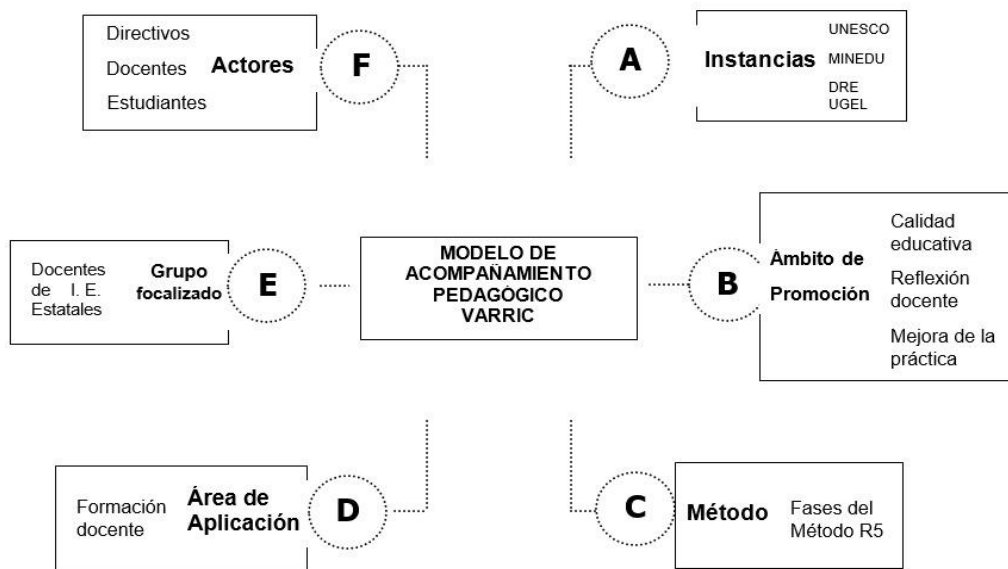 Directivos
Docentes
Estudiantes
Actores
F
A
Instancias
UNESCO
MINEDU
DRE
UGEL
Docentes
de I. E.
Estatales
Grupo
focalizado
E
MODELO DE
ACOMPAÑAMIENTO
PEDAGÓGICO
VARRIC
B
Ámbito de
Promoción
Calidad
educativa
Reflexión
docente
Mejora de la
práctica
Formación
docente
Área de
Aplicación
D
C
Método
Fases del
Método R5